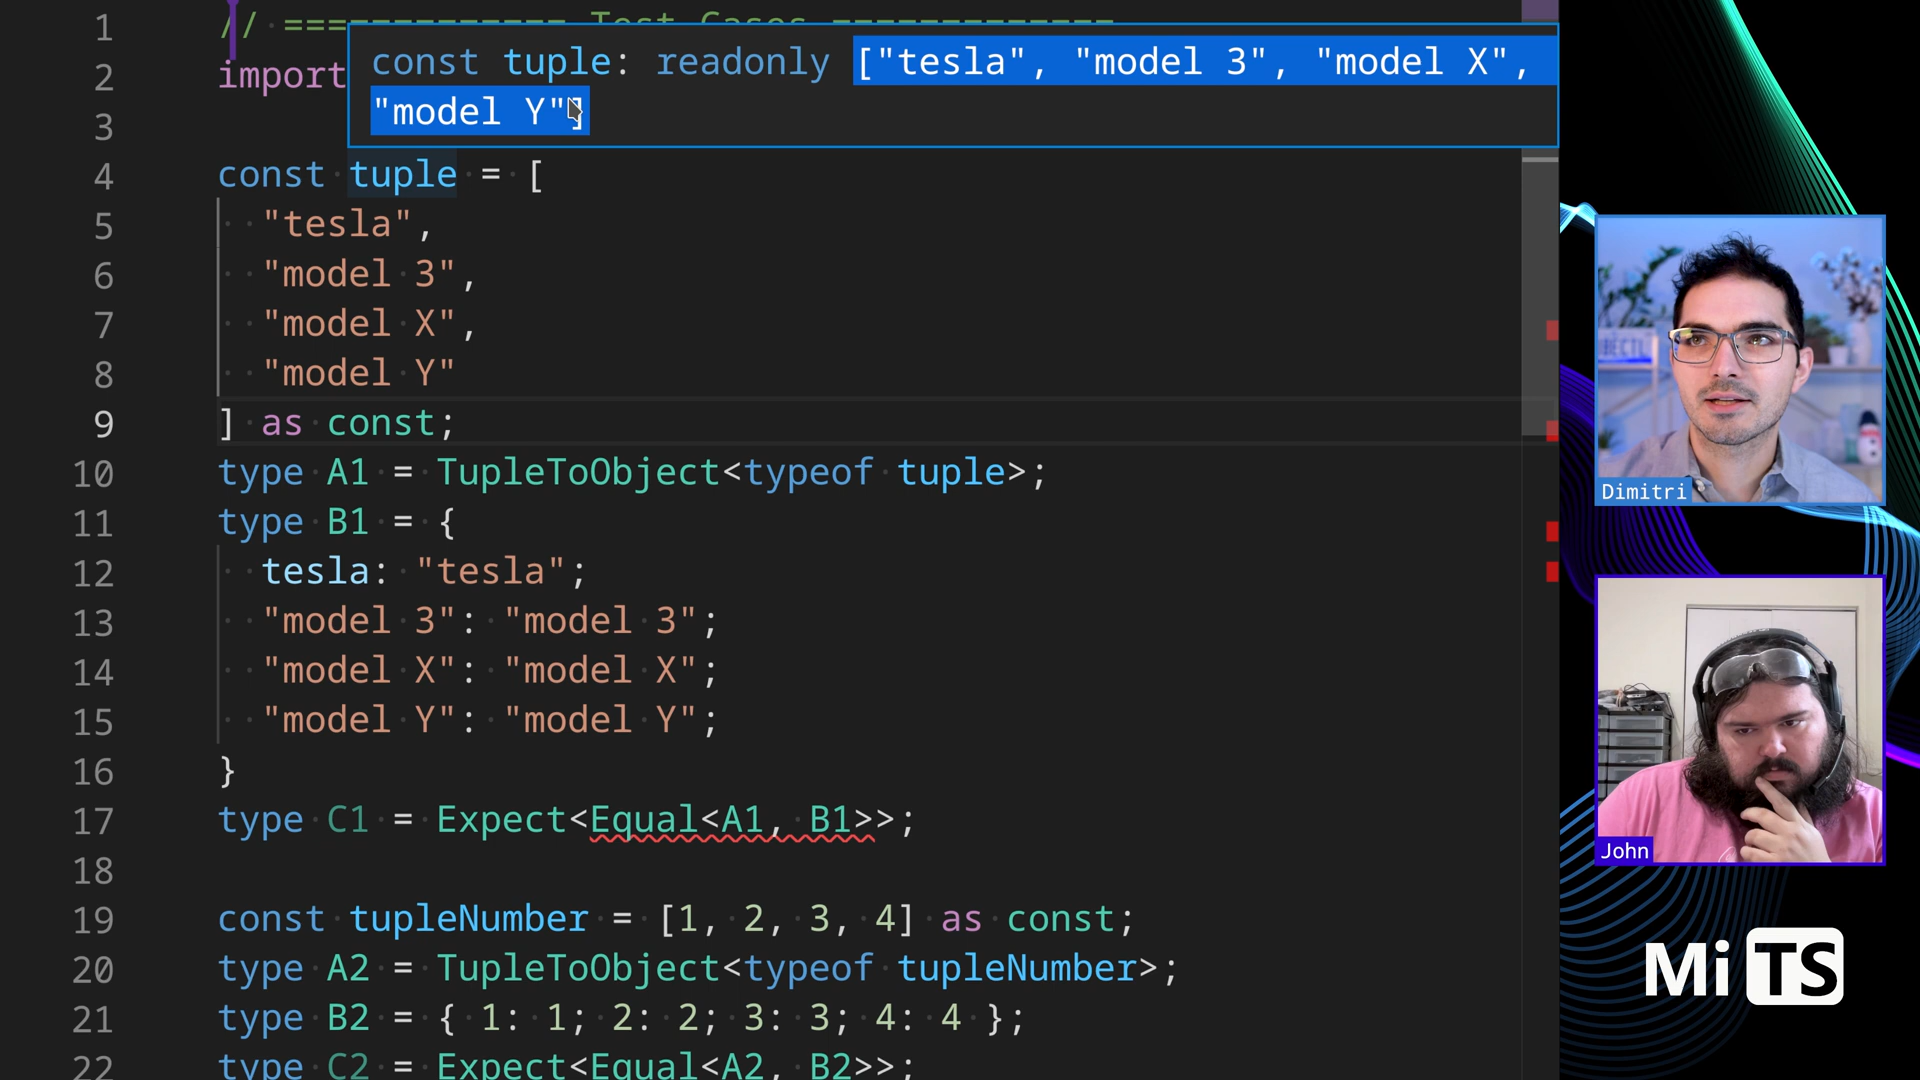 1 // ============= Test Cases =============
const tuple: readonly ["tesla", "model 3", "model X",
"model Y"]
2 import
3
4 const tuple = [
5 "tesla",
6 "model 3",
7 "model X",
8 "model Y"
9 ] as const;
10 type A1 = TupleToObject<typeof tuple>;
11 type B1 = {
12 tesla: "tesla";
13 "model 3": "model 3";
14 "model X": "model X";
15 "model Y": "model Y";
16 }
17 type C1 = Expect<Equal<A1, B1>>;
18
19 const tupleNumber = [1, 2, 3, 4] as const;
20 type A2 = TupleToObject<typeof tupleNumber>;
21 type B2 = { 1: 1; 2: 2; 3: 3; 4: 4 };
22 type C2 = Expect<Equal<A2, B2>>;
Dimitri
John
MiTS